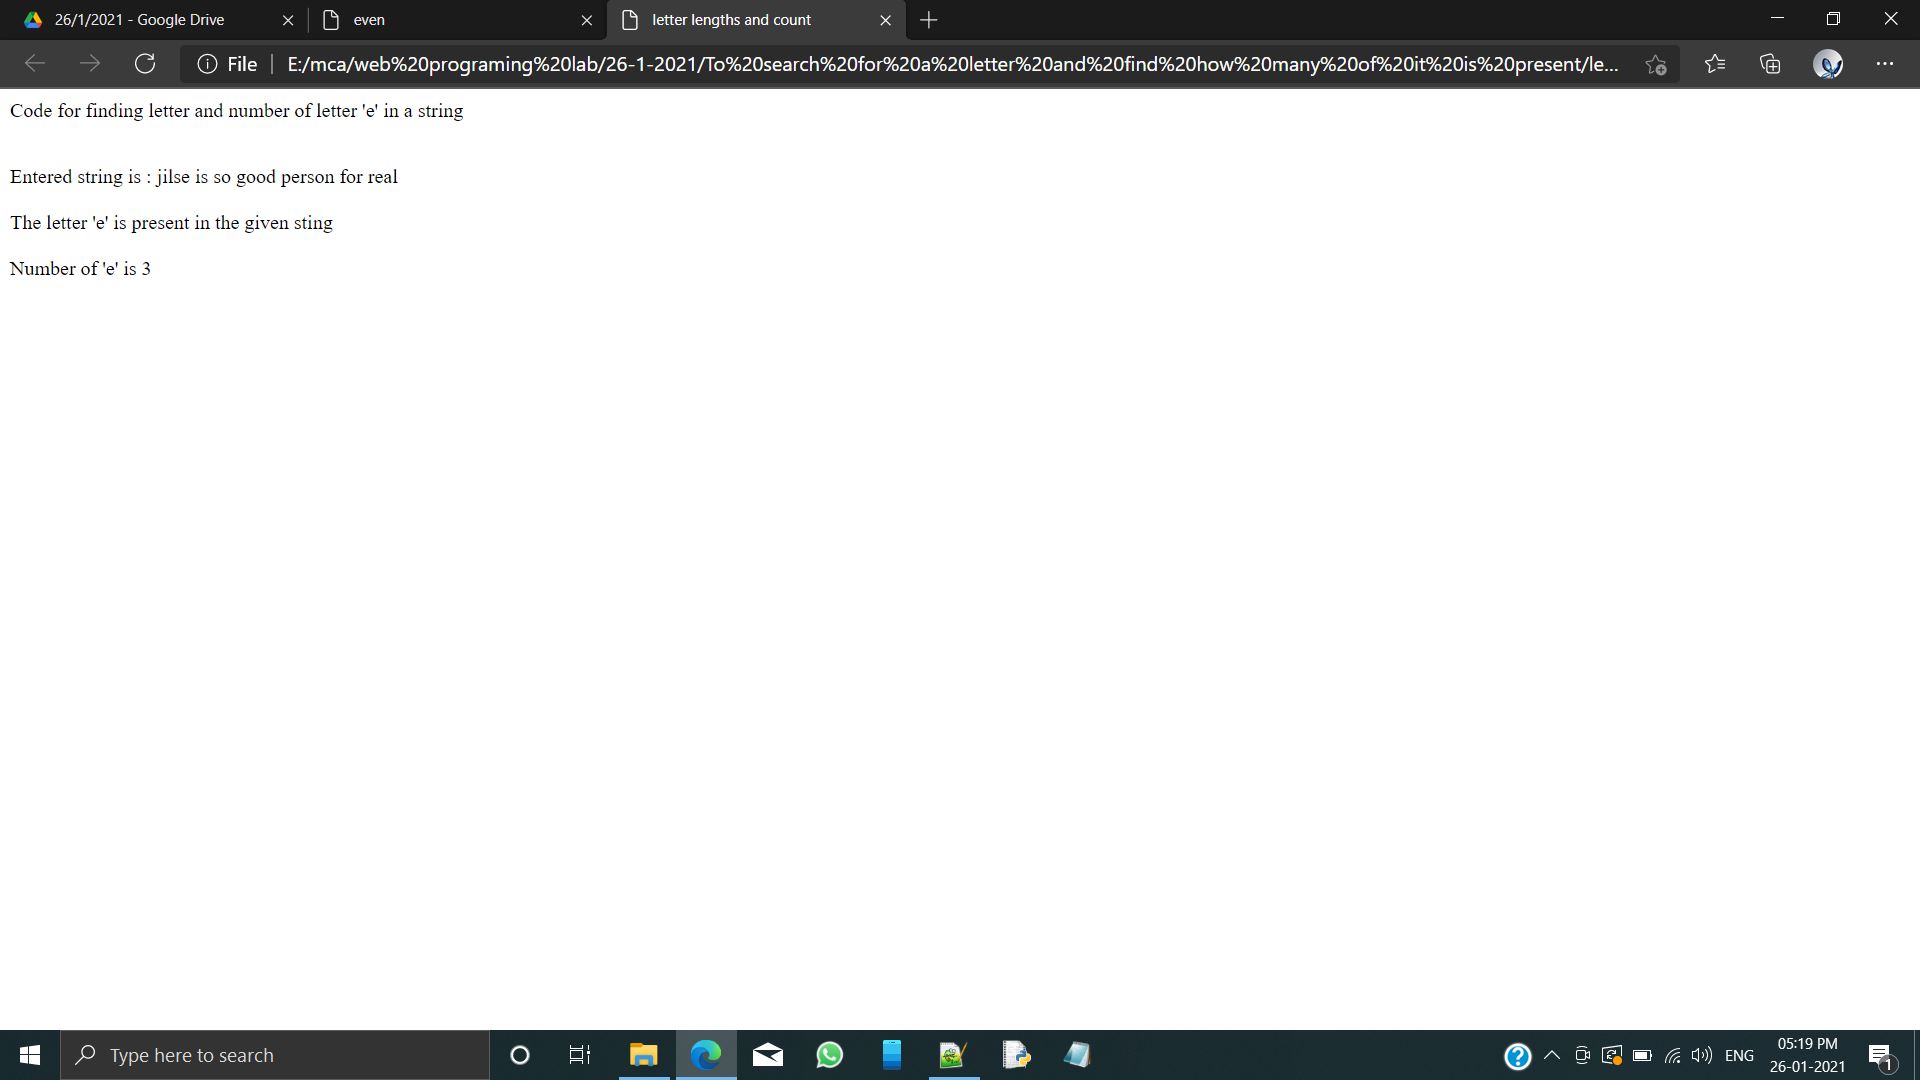 26/1/2021 - Google Drive
even
letter lengths and count
File
E:/mca/web%20programing%20lab/26-1-2021/To%20search%20for%20a%20letter%20and%20find%20how%20many%20of%20it%20is%20present/le...
Code for finding letter and number of letter 'e' in a string
Entered string is : jilse is so good person for real
The letter 'e' is present in the given sting
Number of 'e' is 3
Type here to search
ENG
05:19 PM
26-01-2021
1